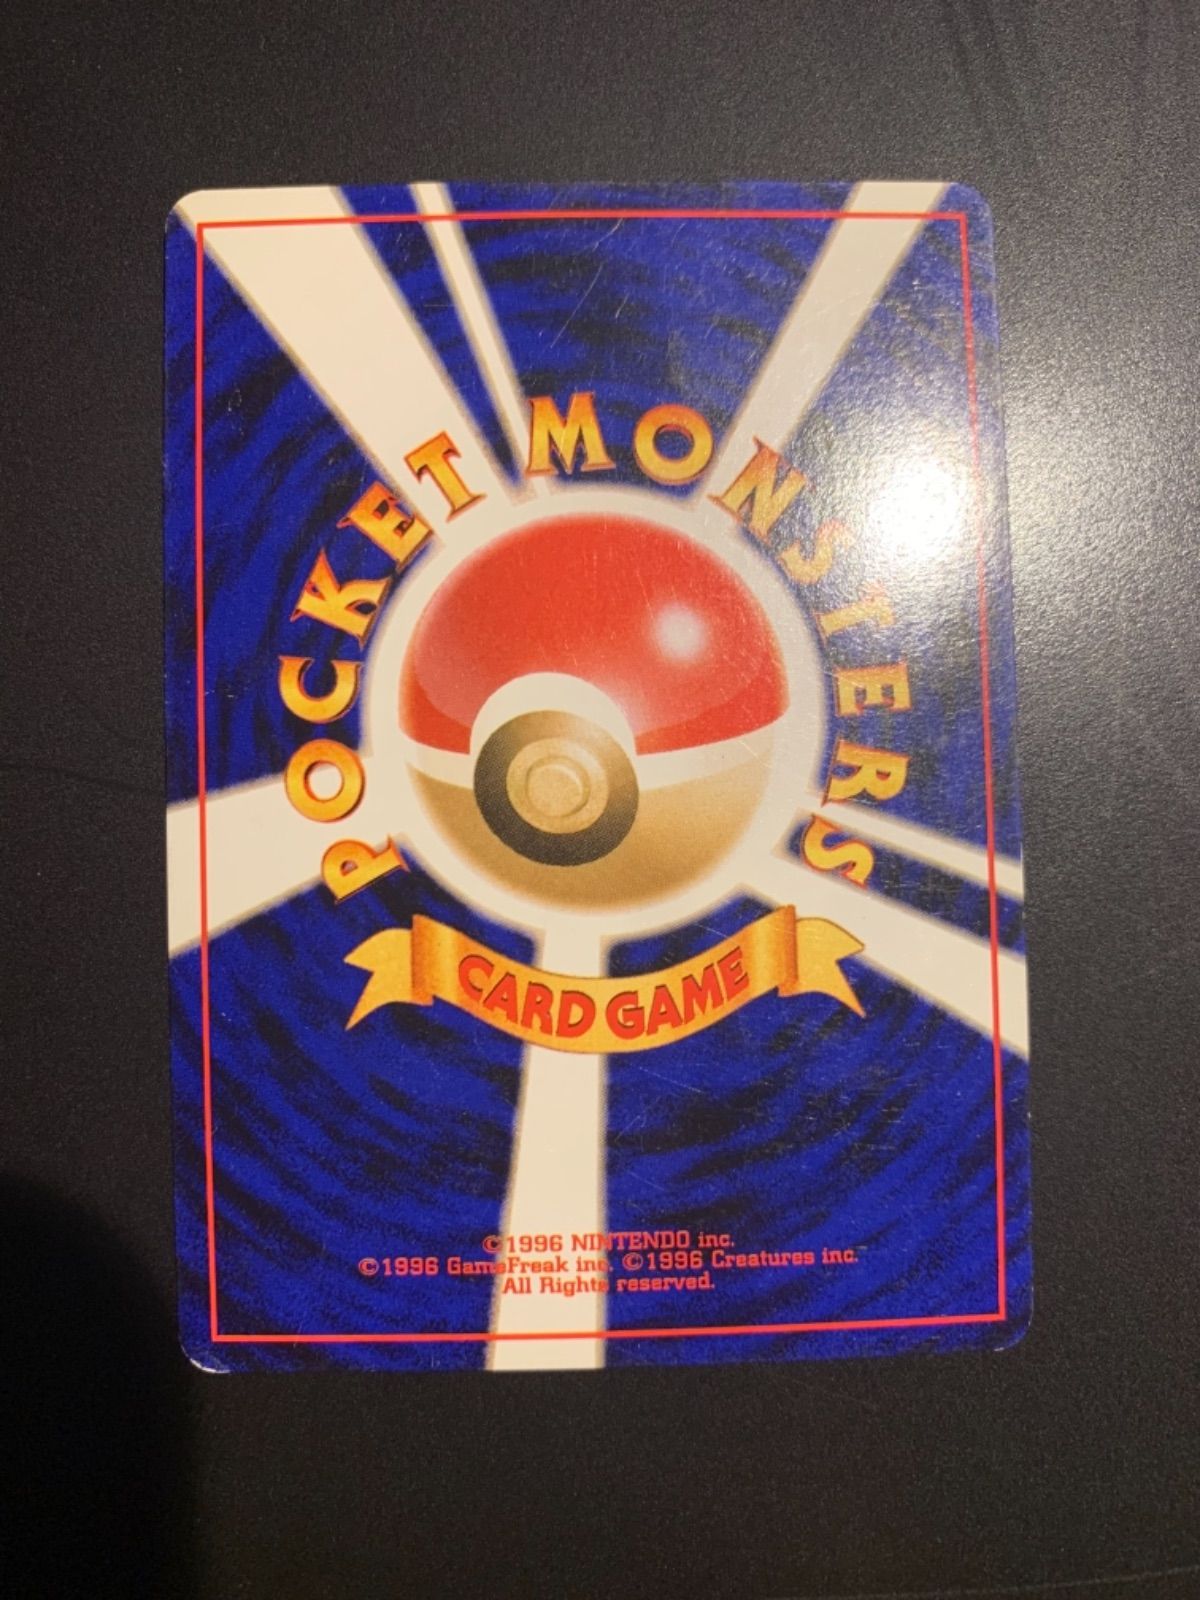 POCKET MONSTERS
CARD GAME
©1996 NINTENDO inc.
©1996 GameFreak inc. ©1996 Creatures inc.
All Rights reserved.